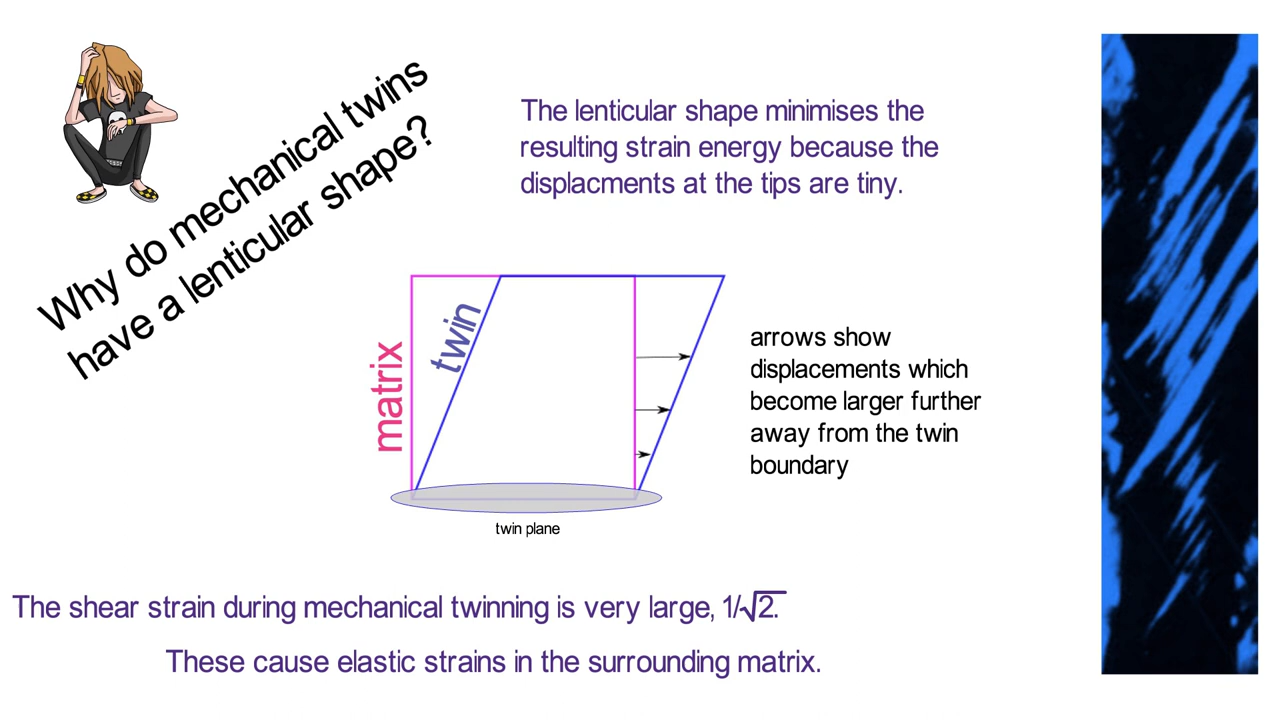 Why do mechanical twins
have a lenticular shape?
The lenticular shape minimises the
resulting strain energy because the
displacments at the tips are tiny.
matrix
twin
arrows show
displacements which
become larger further
away from the twin
boundary
twin plane
The shear strain during mechanical twinning is very large, 1/√2.
These cause elastic strains in the surrounding matrix.